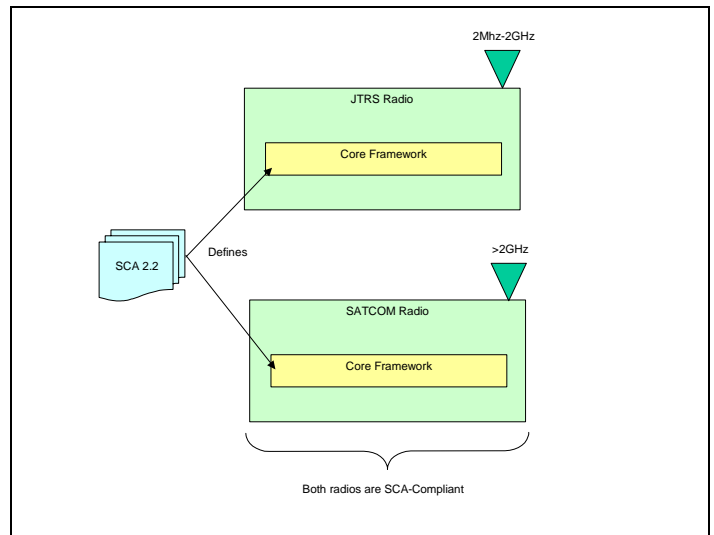 2Mhz-2GHz
JTRS Radio
Core Framework
SCA 2.2
Defines
>2GHz
SATCOM Radio
Core Framework
Both radios are SCA-Compliant